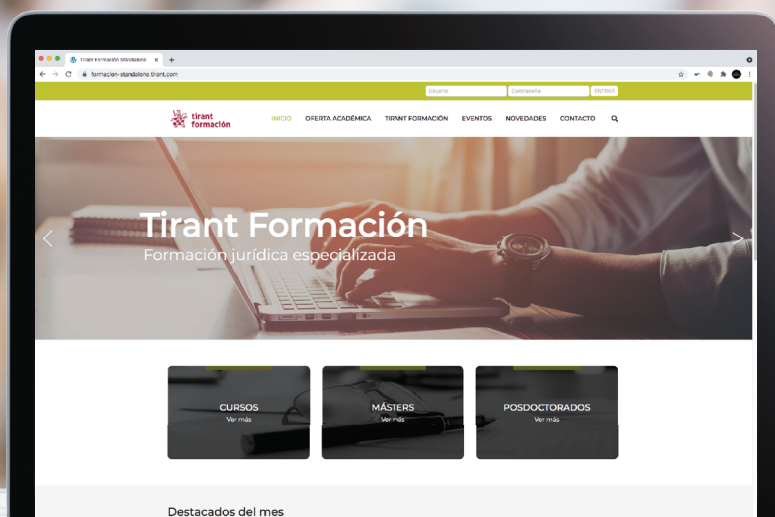 Tirant Formación Standalone
formacion-standalone.tirant.com
Usuario
Contraseña
ENTRAR
tirant
formación
INICIO
OFERTA ACADÉMICA
TIRANT FORMACIÓN
EVENTOS
NOVEDADES
CONTACTO
Tirant Formación
Formación jurídica especializada
CURSOS
Ver más
MÁSTERS
Ver más
POSDOCTORADOS
Ver más
Destacados del mes